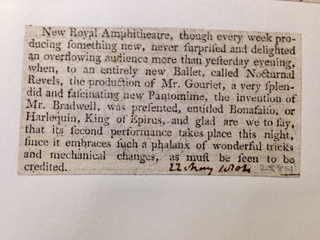 New Royal Amphitheatre, though every week pro-
ducing something new, never surprised and delighted
an overflowing audience more than yesterday evening,
when, to an entirely new Ballet, called Nocturnal
Revels, the production of Mr. Gouriet, a very splen-
did and fascinating new Pantomime, the invention of
Mr. Bradwell, was presented, entitled Bonafalso, or
Harlequin, King of Epirus, and glad are we to say,
that its second performance takes place this night,
since it embraces such a phalanx of wonderful tricks
and mechanical changes, as must be seen to be
credited. 22 May